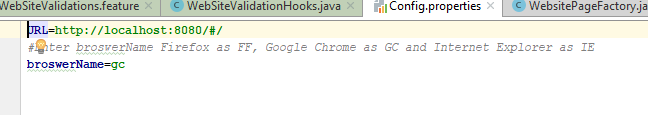 WebSiteValidations.feature WebSiteValidationHooks.java Config.properties WebsitePageFactory.ja
URL=http://localhost:8080/#/
#Enter broswerName Firefox as FF, Google Chrome as GC and Internet Explorer as IE
broswerName=gc